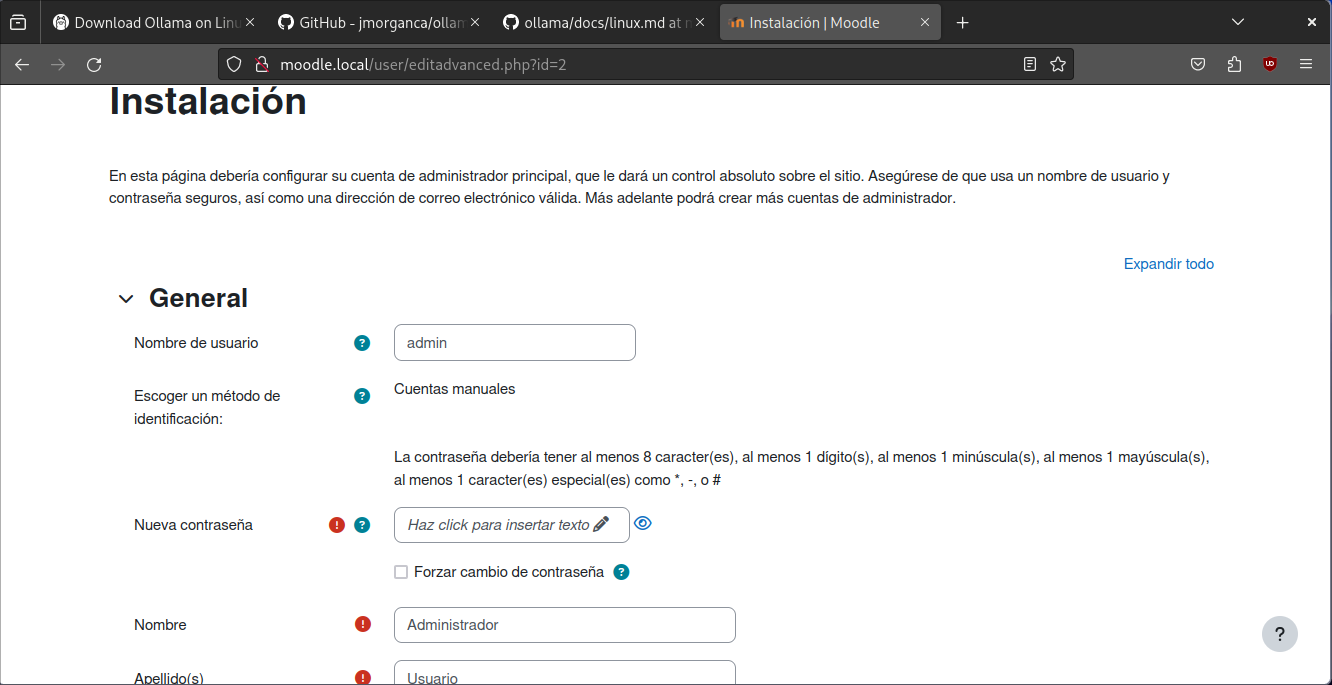 Download Ollama on Linu
GitHub - jmorganca/ollam
ollama/docs/linux.md at
Instalación | Moodle
moodle.local/user/editadvanced.php?id=2
Instalación
En esta página debería configurar su cuenta de administrador principal, que le dará un control absoluto sobre el sitio. Asegúrese de que usa un nombre de usuario y
contraseña seguros, así como una dirección de correo electrónico válida. Más adelante podrá crear más cuentas de administrador.
Expandir todo
General
Nombre de usuario ? admin
Escoger un método de
identificación: ? Cuentas manuales
La contraseña debería tener al menos 8 caracter(es), al menos 1 dígito(s), al menos 1 minúscula(s), al menos 1 mayúscula(s),
al menos 1 caracter(es) especial(es) como *, -, o #
Nueva contraseña ! ? Haz click para insertar texto
Forzar cambio de contraseña ?
Nombre ! Administrador
?
Apellido(s) ! Usuario